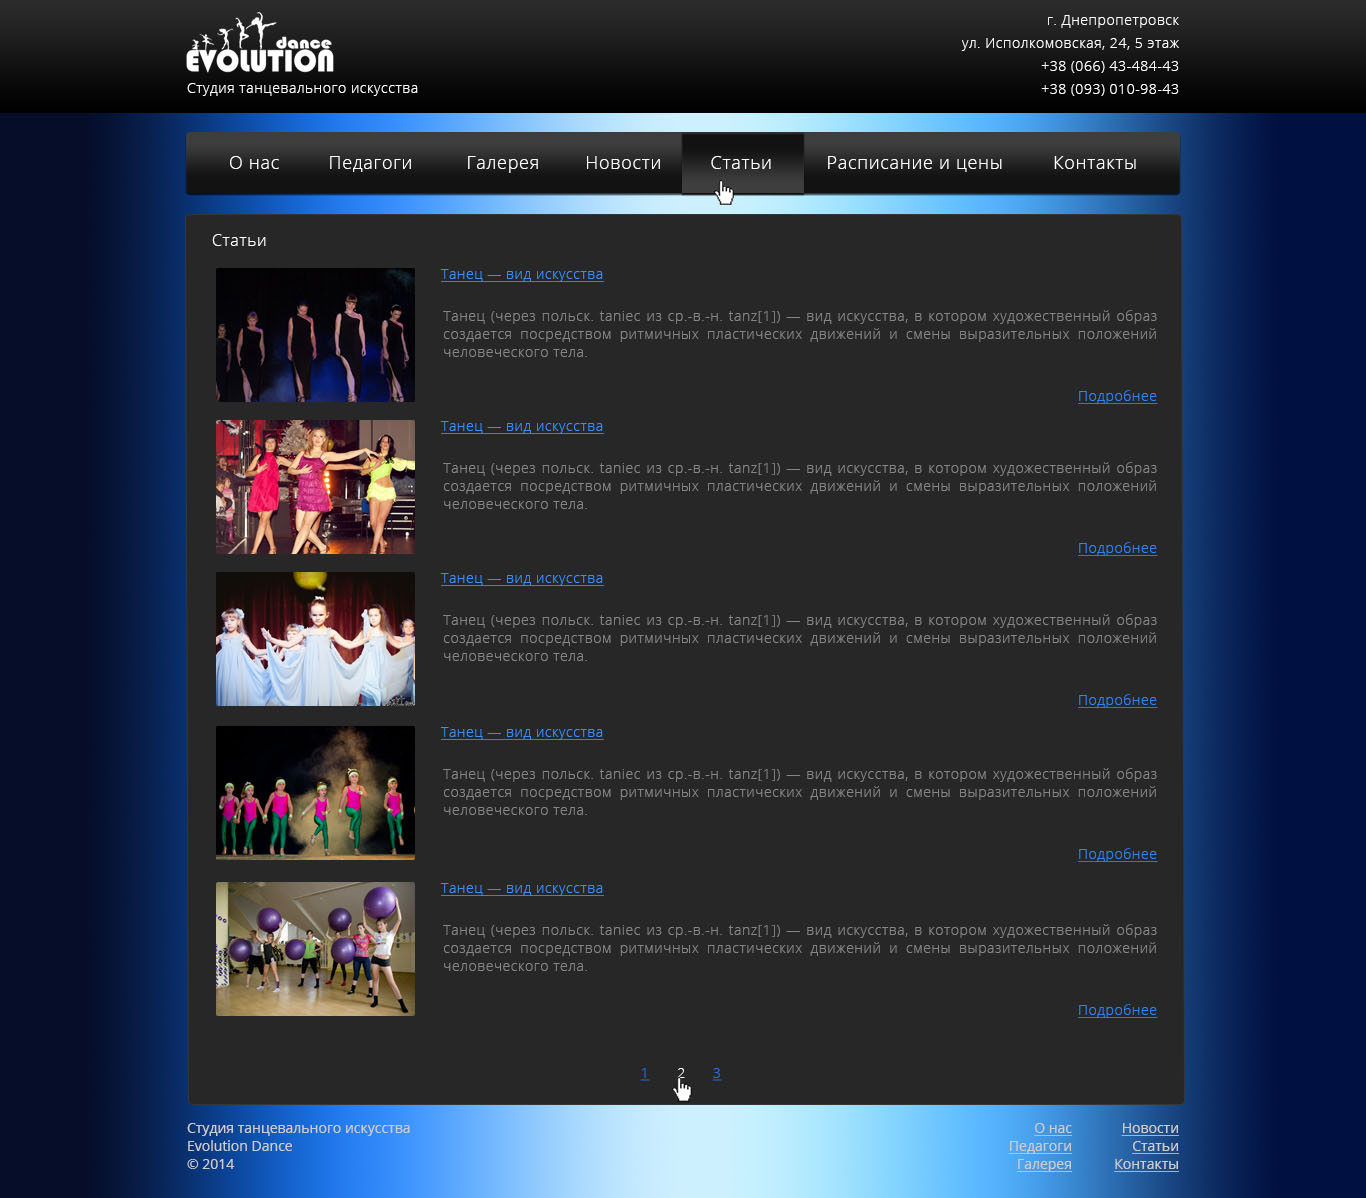 EVOLUTION dance
Студия танцевального искусства
г. Днепропетровск
ул. Исполкомовская, 24, 5 этаж
+38 (066) 43-484-43
+38 (093) 010-98-43
О нас Педагоги Галерея Новости Статьи Расписание и цены Контакты
Статьи
Танец — вид искусства
Танец (через польск. taniec из ср.-в.-н. tanz[1]) — вид искусства, в котором художественный образ
создается посредством ритмичных пластических движений и смены выразительных положений
человеческого тела.
Подробнее
Танец — вид искусства
Танец (через польск. taniec из ср.-в.-н. tanz[1]) — вид искусства, в котором художественный образ
создается посредством ритмичных пластических движений и смены выразительных положений
человеческого тела.
Подробнее
Танец — вид искусства
Танец (через польск. taniec из ср.-в.-н. tanz[1]) — вид искусства, в котором художественный образ
создается посредством ритмичных пластических движений и смены выразительных положений
человеческого тела.
Подробнее
Танец — вид искусства
Танец (через польск. taniec из ср.-в.-н. tanz[1]) — вид искусства, в котором художественный образ
создается посредством ритмичных пластических движений и смены выразительных положений
человеческого тела.
Подробнее
Танец — вид искусства
Танец (через польск. taniec из ср.-в.-н. tanz[1]) — вид искусства, в котором художественный образ
создается посредством ритмичных пластических движений и смены выразительных положений
человеческого тела.
Подробнее
1 2 3
Студия танцевального искусства
Evolution Dance
© 2014
О нас Новости
Педагоги Статьи
Галерея Контакты